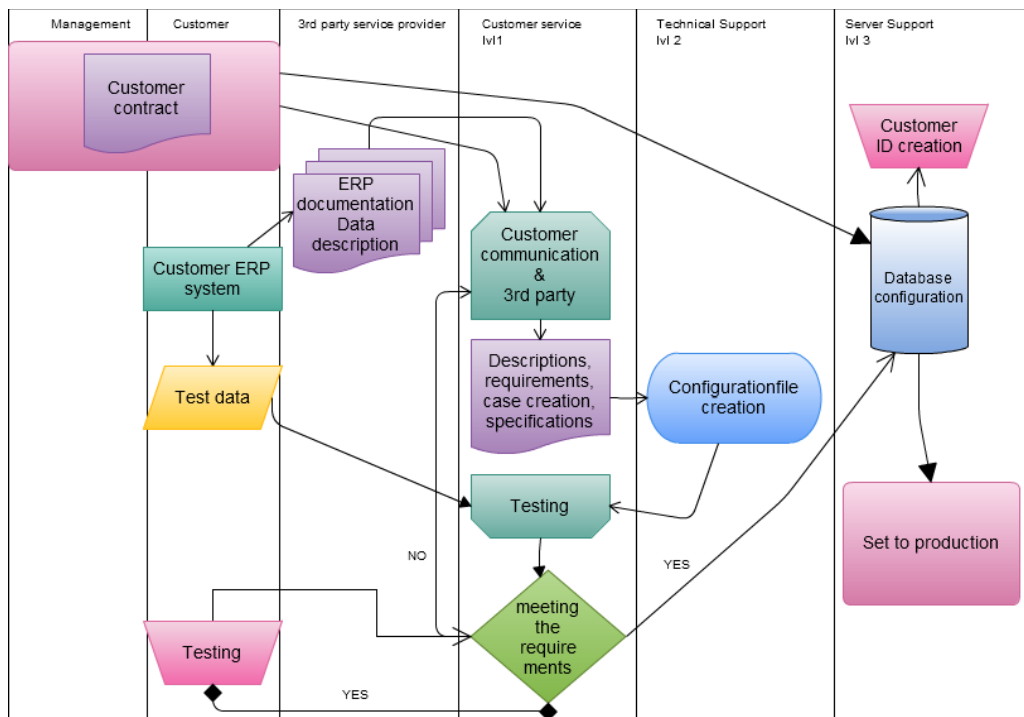 Management
Customer
3rd party service provider
Customer service
lvl1
Technical Support
lvl 2
Server Support
lvl 3
Customer
contract
Customer
ID creation
ERP
documentation
Data
description
Customer
communication
&
3rd party
Customer ERP
system
Database
configuration
Test data
Descriptions,
requirements,
case creation,
specifications
Configurationfile
creation
Testing
Set to production
NO
YES
meeting
the
require
ments
Testing
YES